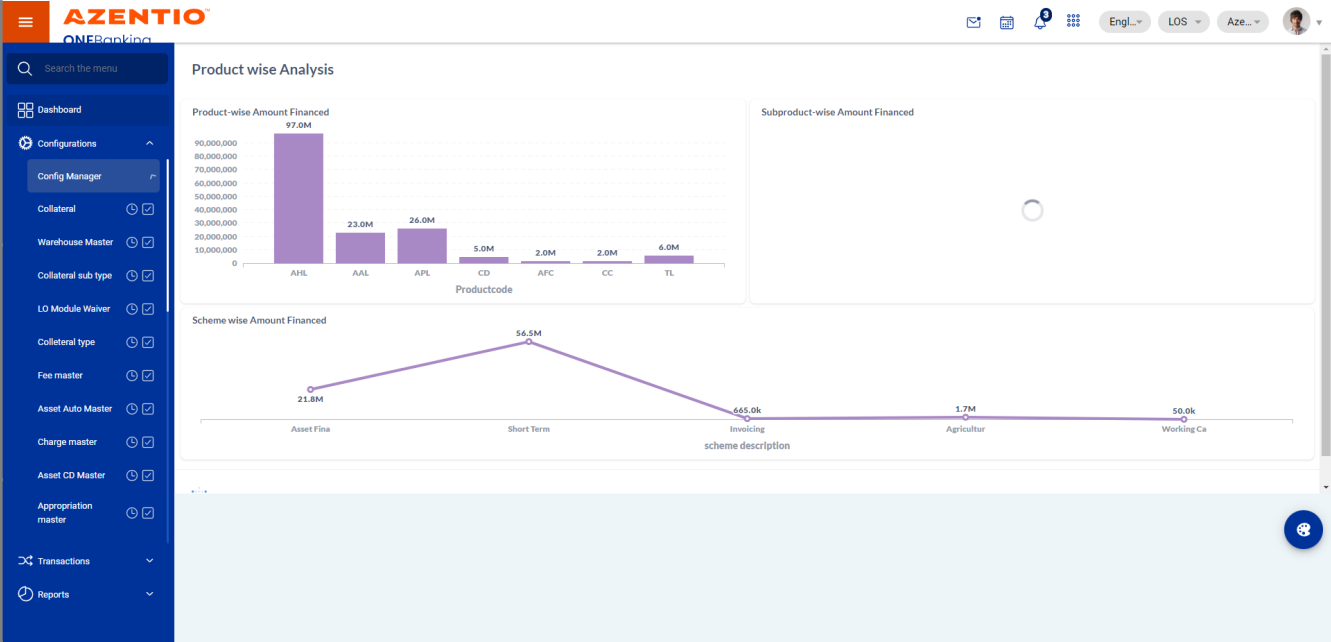 AZENTIO
ONEBanking
3
Engl...
LOS
Aze...
Search the menu
Dashboard
Configurations
Config Manager
Collateral
Warehouse Master
Collateral sub type
LO Module Waiver
Colleteral type
Fee master
Asset Auto Master
Charge master
Asset CD Master
Appropriation
master
Transactions
Reports
Product wise Analysis
Product-wise Amount Financed
97.0M
90,000,000
80,000,000
70,000,000
60,000,000
50,000,000
40,000,000
30,000,000
20,000,000
10,000,000
0
23.0M
26.0M
5.0M
2.0M
2.0M
6.0M
AHL
AAL
APL
CD
AFC
CC
TL
Productcode
Subproduct-wise Amount Financed
Scheme wise Amount Financed
21.8M
56.5M
665.0k
1.7M
50.0k
Asset Fina
Short Term
Invoicing
Agricultur
Working Ca
scheme description